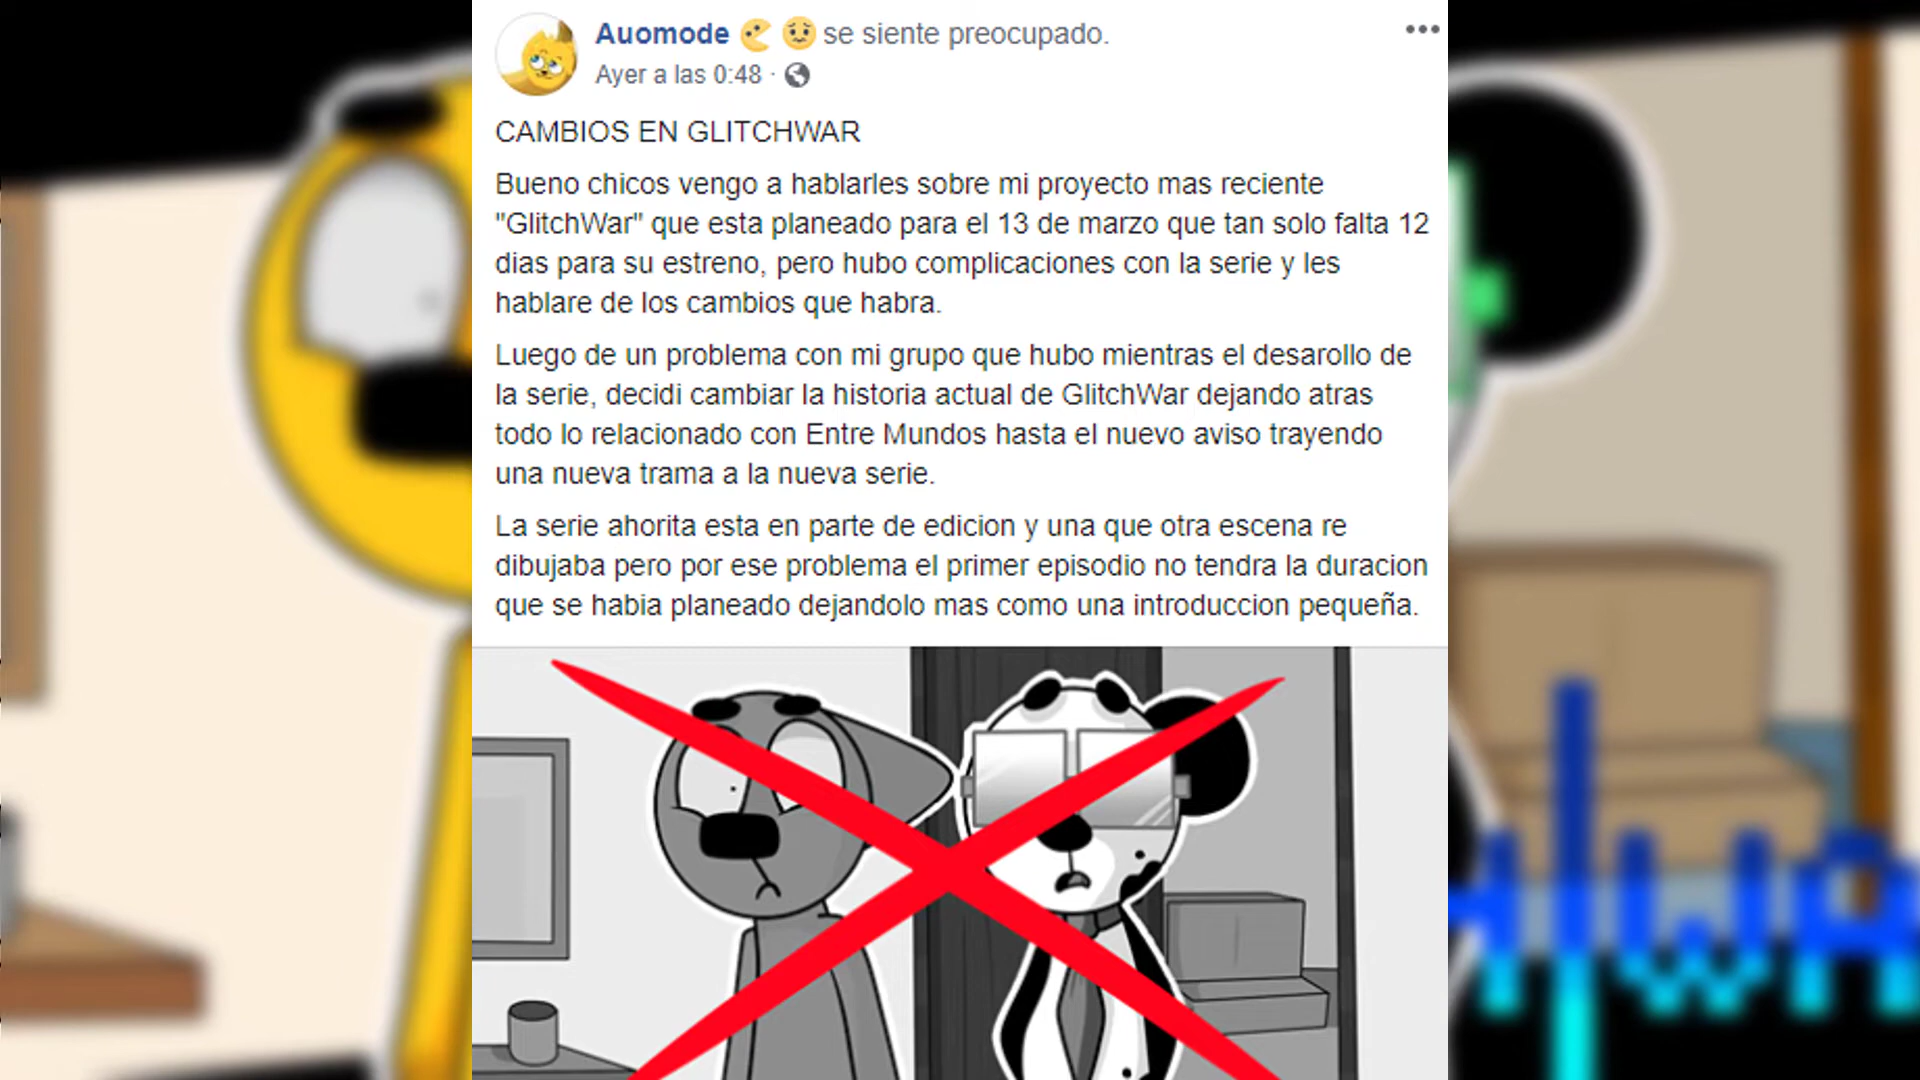 Auomode se siente preocupado.
Ayer a las 0:48 ·
CAMBIOS EN GLITCHWAR
Bueno chicos vengo a hablarles sobre mi proyecto mas reciente
"GlitchWar" que esta planeado para el 13 de marzo que tan solo falta 12
dias para su estreno, pero hubo complicaciones con la serie y les
hablare de los cambios que habra.
Luego de un problema con mi grupo que hubo mientras el desarollo de
la serie, decidi cambiar la historia actual de GlitchWar dejando atras
todo lo relacionado con Entre Mundos hasta el nuevo aviso trayendo
una nueva trama a la nueva serie.
La serie ahorita esta en parte de edicion y una que otra escena re
dibujaba pero por ese problema el primer episodio no tendra la duracion
que se habia planeado dejandolo mas como una introduccion pequeña.